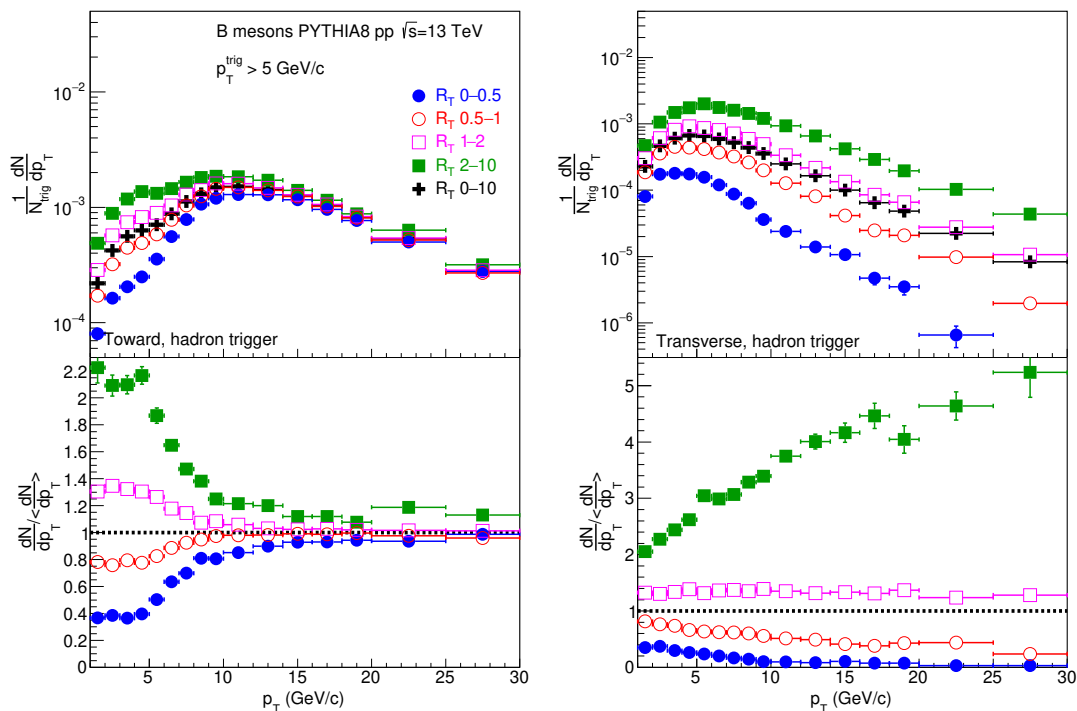 B mesons PYTHIA8 pp √s=13 TeV
p_T^trig > 5 GeV/c
R_T 0–0.5
R_T 0.5–1
R_T 1–2
R_T 2–10
R_T 0–10
1/N_trig dN/dp_T
10^−2
10^−3
10^−4
Toward, hadron trigger
1/N_trig dN/dp_T
10^−2
10^−3
10^−4
10^−5
10^−6
Transverse, hadron trigger
dN/dp_T/<dN/dp_T>
2.2
2
1.8
1.6
1.4
1.2
1
0.8
0.6
0.4
0.2
0
5 10 15 20 25 30
p_T (GeV/c)
dN/dp_T/<dN/dp_T>
5
4
3
2
1
0
5 10 15 20 25 30
p_T (GeV/c)